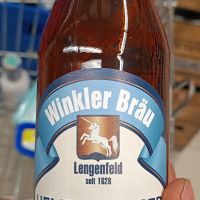 Winkler Bräu
Lengenfeld
seit 1628